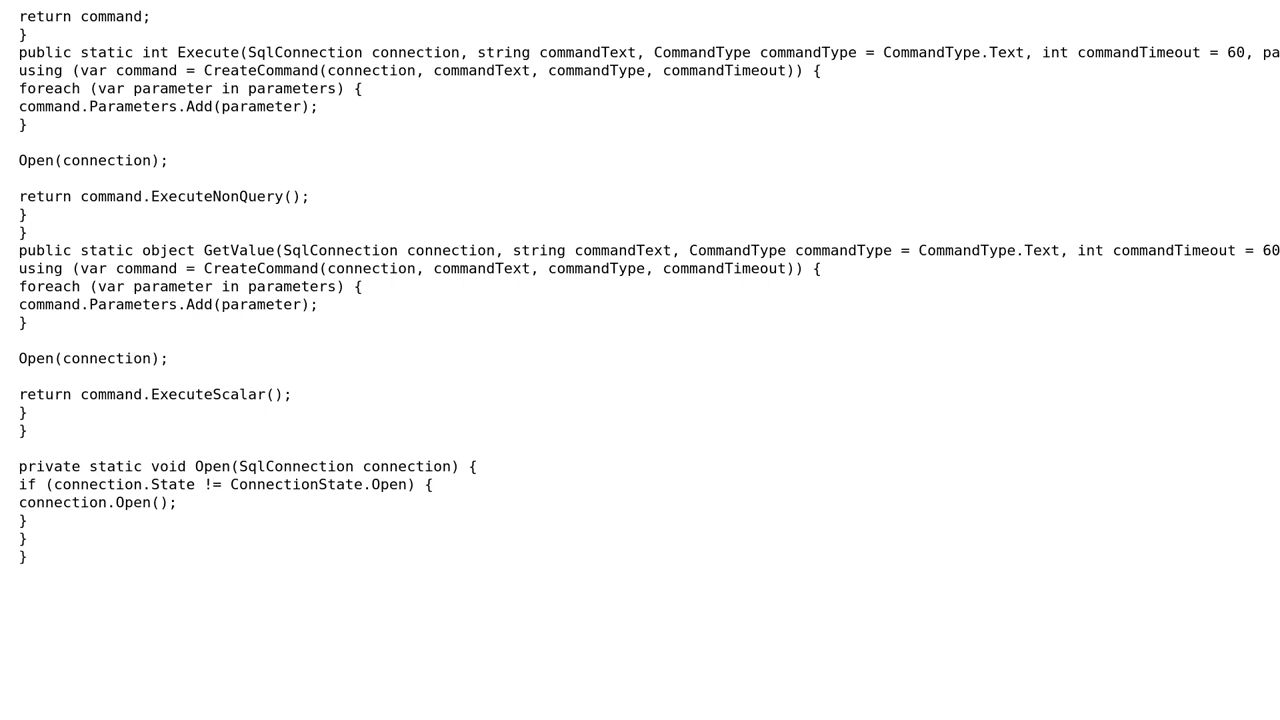 return command;
}
public static int Execute(SqlConnection connection, string commandText, CommandType commandType = CommandType.Text, int commandTimeout = 60, pa
using (var command = CreateCommand(connection, commandText, commandType, commandTimeout)) {
foreach (var parameter in parameters) {
command.Parameters.Add(parameter);
}
Open(connection);
return command.ExecuteNonQuery();
}
}
public static object GetValue(SqlConnection connection, string commandText, CommandType commandType = CommandType.Text, int commandTimeout = 60
using (var command = CreateCommand(connection, commandText, commandType, commandTimeout)) {
foreach (var parameter in parameters) {
command.Parameters.Add(parameter);
}
Open(connection);
return command.ExecuteScalar();
}
}
private static void Open(SqlConnection connection) {
if (connection.State != ConnectionState.Open) {
connection.Open();
}
}
}